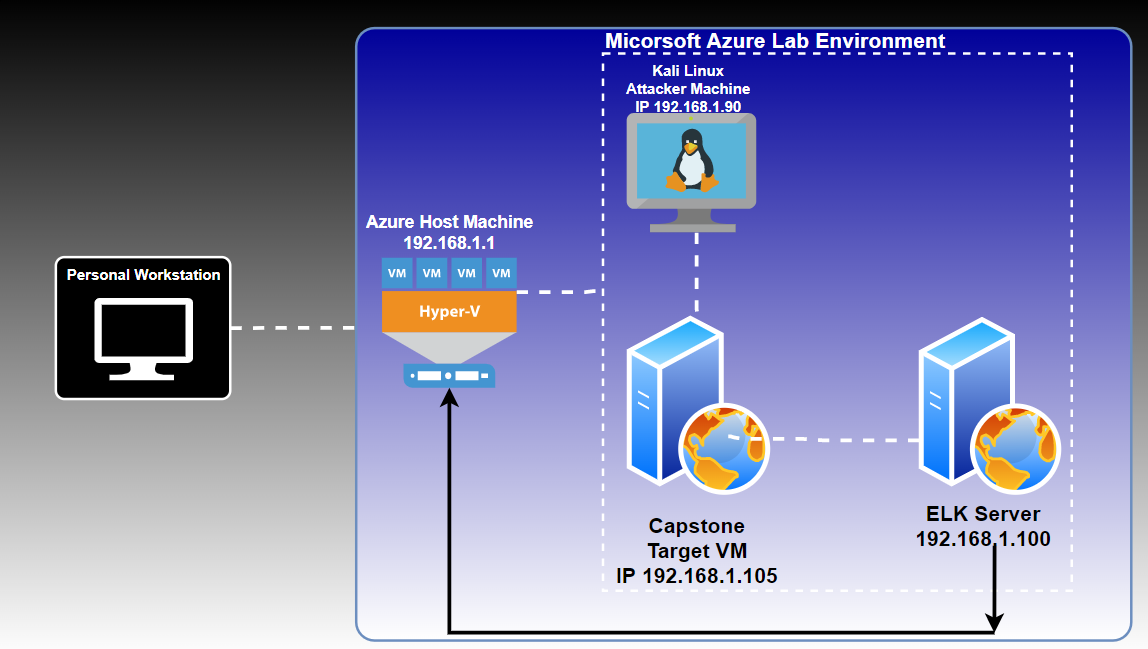 Micorsoft Azure Lab Environment
Kali Linux
Attacker Machine
IP 192.168.1.90
Azure Host Machine
192.168.1.1
VM VM VM VM
Hyper-V
Personal Workstation
Capstone
Target VM
IP 192.168.1.105
ELK Server
192.168.1.100